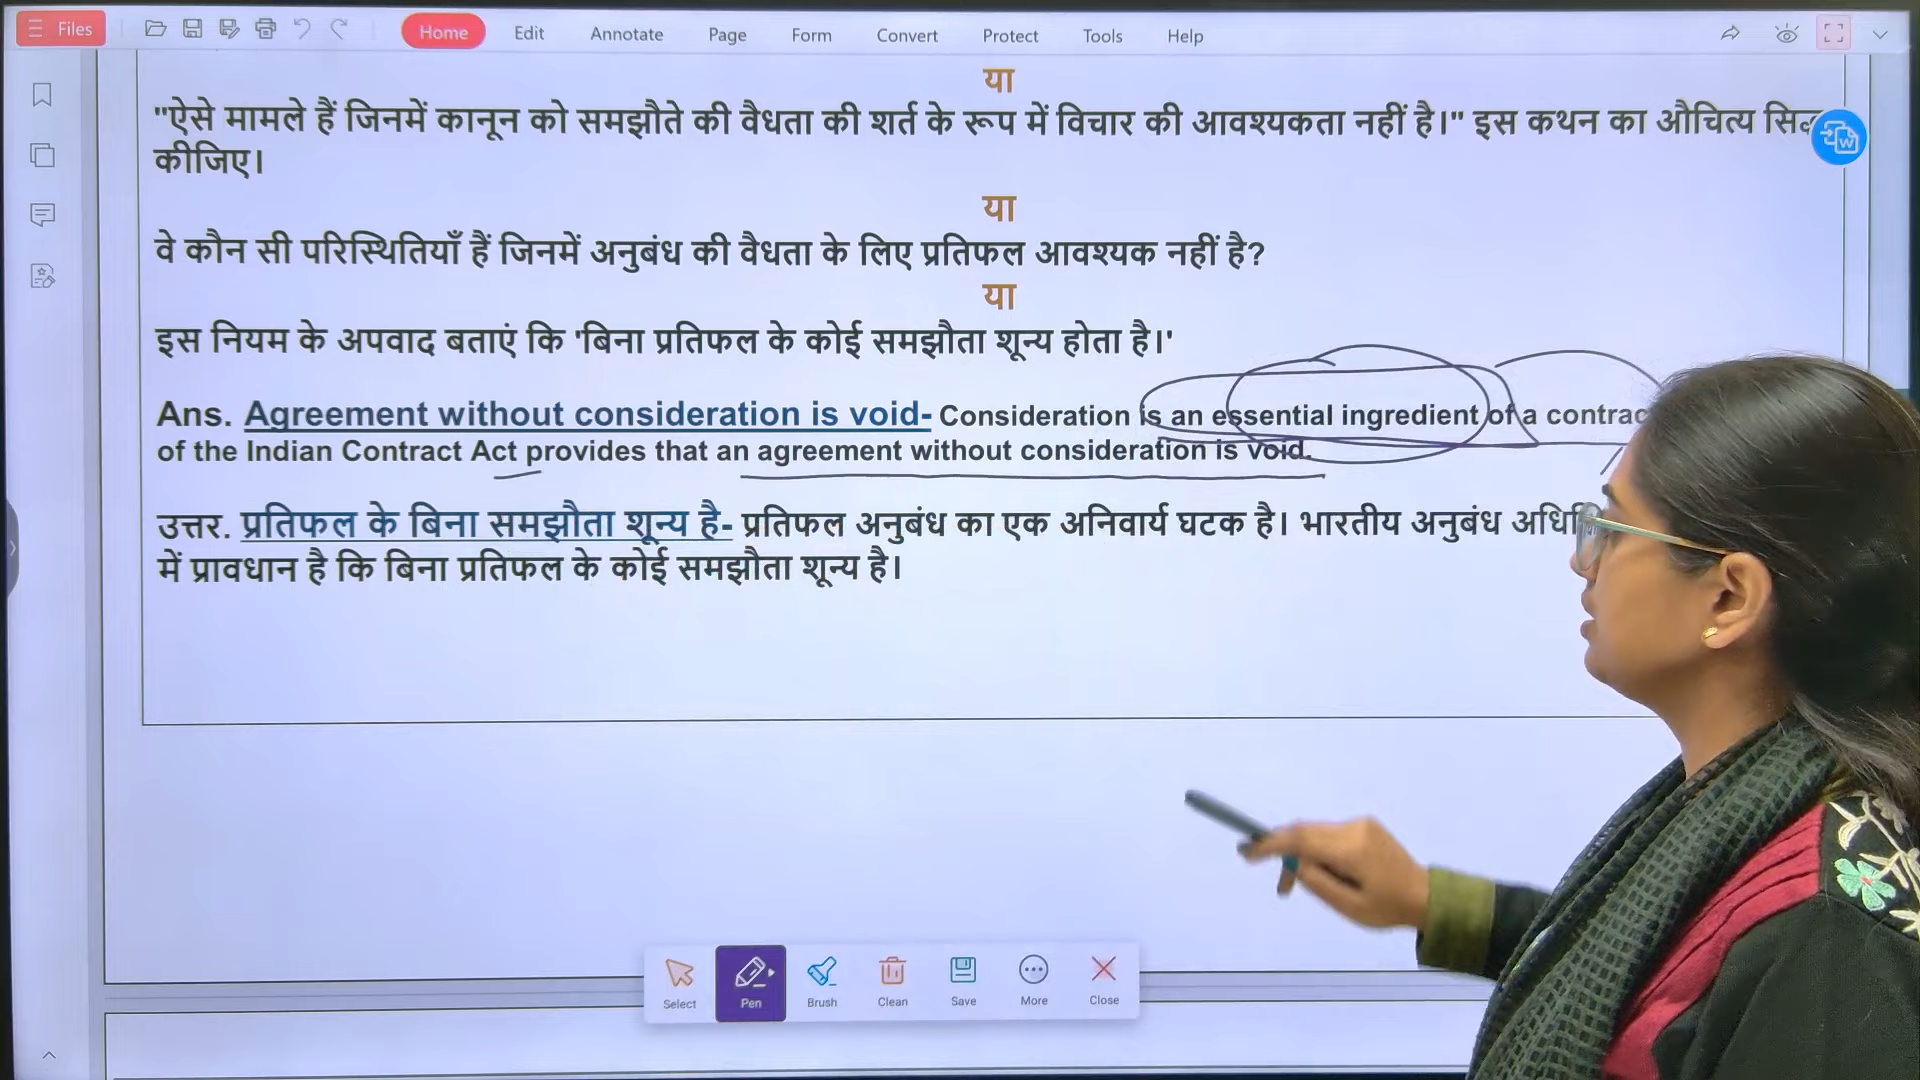 Files
Home Edit Annotate Page Form Convert Protect Tools Help
या
"ऐसे मामले हैं जिनमें कानून को समझौते की वैधता की शर्त के रूप में विचार की आवश्यकता नहीं है।" इस कथन का औचित्य
कीजिए।
या
वे कौन सी परिस्थितियाँ हैं जिनमें अनुबंध की वैधता के लिए प्रतिफल आवश्यक नहीं है?
या
इस नियम के अपवाद बताएं कि 'बिना प्रतिफल के कोई समझौता शून्य होता है।'
Ans. Agreement without consideration is void- Consideration is an essential ingredient of a
of the Indian Contract Act provides that an agreement without consideration is void.
उत्तर. प्रतिफल के बिना समझौता शून्य है- प्रतिफल अनुबंध का एक अनिवार्य घटक है। भारतीय अनुबंध
में प्रावधान है कि बिना प्रतिफल के कोई समझौता शून्य है।
Select Pen Brush Clean Save More Close